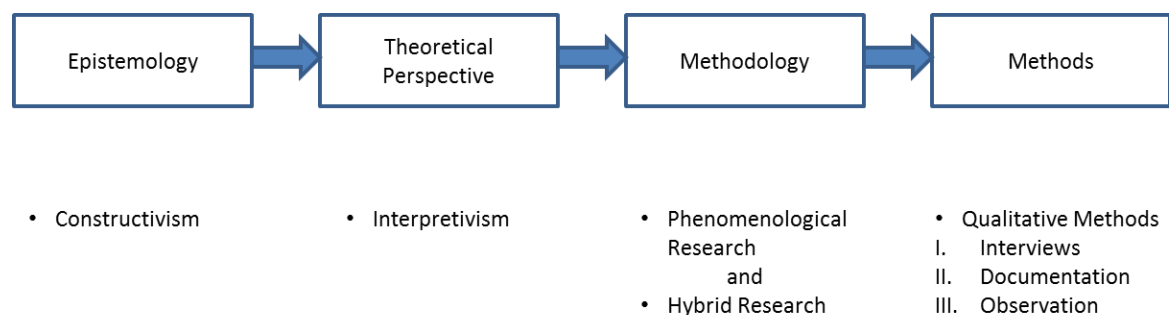 Epistemology
Theoretical
Perspective
Methodology
Methods
• Constructivism
• Interpretivism
• Phenomenological
Research
and
• Hybrid Research
• Qualitative Methods
I. Interviews
II. Documentation
III. Observation